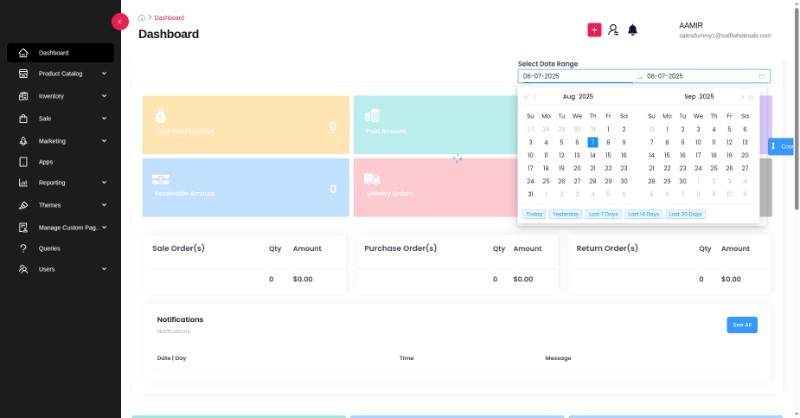 Dashboard
Dashboard
AAMIR
salesdummy1@swiftwholesale.com
Dashboard
Product Catalog
Inventory
Sale
Marketing
Apps
Reporting
Themes
Manage Custom Pag..
Queries
Users
Select Date Range
08-07-2025 → 08-07-2025
Aug 2025 Sep 2025
Su Mo Tu We Th Fr Sa Su Mo Tu We Th Fr Sa
27 28 29 30 31 1 2 31 1 2 3 4 5 6
3 4 5 6 7 8 9 7 8 9 10 11 12 13
10 11 12 13 14 15 16 14 15 16 17 18 19 20
17 18 19 20 21 22 23 21 22 23 24 25 26 27
24 25 26 27 28 29 30 28 29 30 1 2 3 4
31 1 2 3 4 5 6 5 6 7 8 9 10 11
Today Yesterday Last 7 Days Last 14 Days Last 30 Days
0
Paid Amount
Receivable Amount
0
Delivery Orders
Sale Order(s) Qty Amount
0 $0.00
Purchase Order(s) Qty Amount
0 $0.00
Return Order(s) Qty Amount
0 $0.00
Notifications
Notifications
See All
Date | Day Time Message